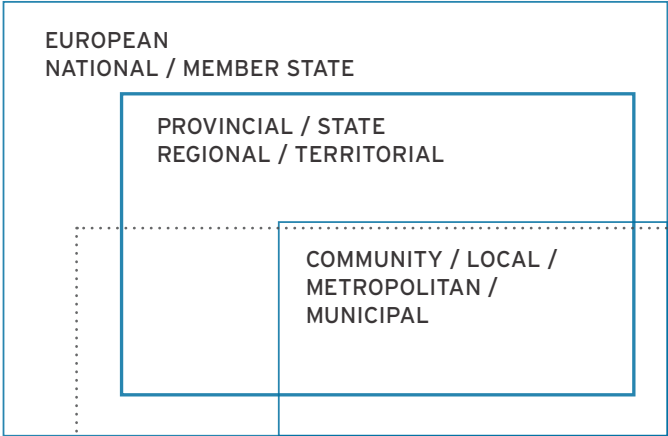 EUROPEAN
NATIONAL / MEMBER STATE
PROVINCIAL / STATE
REGIONAL / TERRITORIAL
COMMUNITY / LOCAL /
METROPOLITAN /
MUNICIPAL